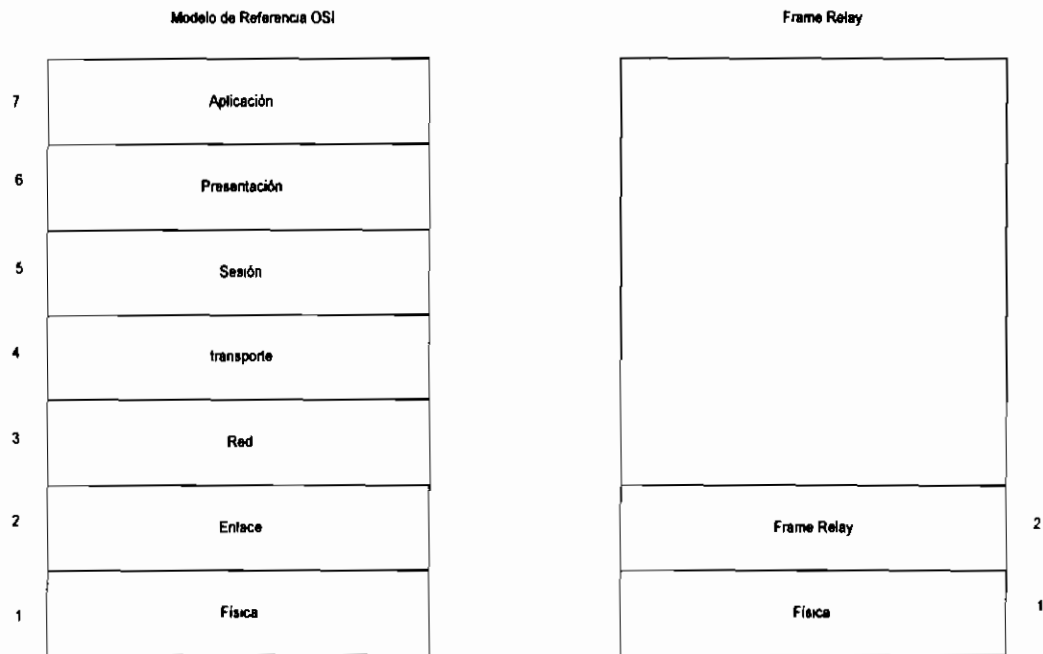 Modelo de Referencia OSI
Frame Relay
7
Aplicación
6
Presentación
5
Sesión
4
transporte
3
Red
2
Enlace
Frame Relay
2
1
Física
Física
1